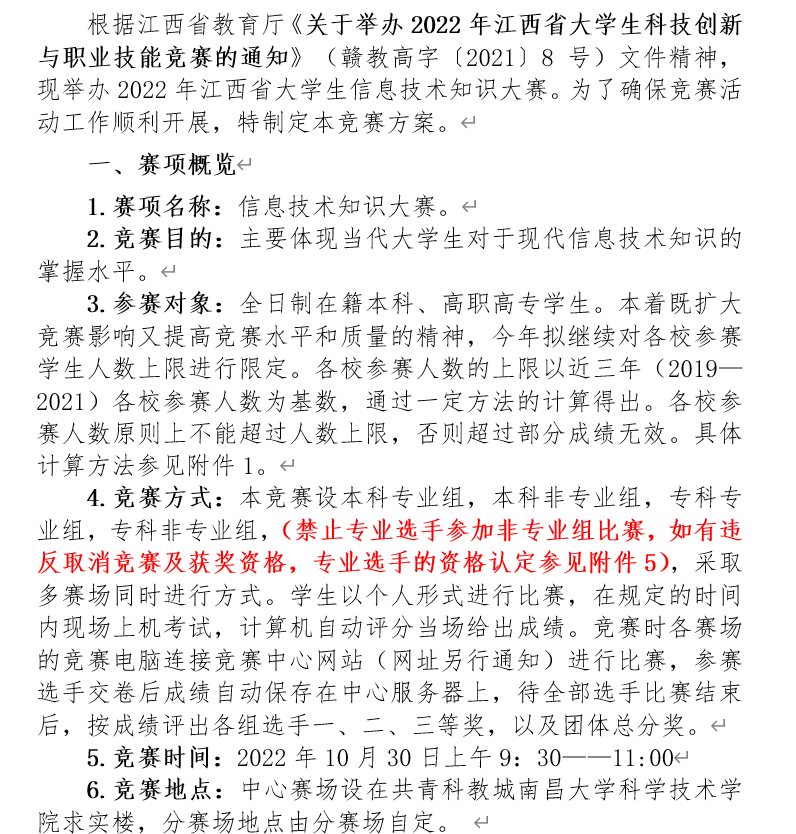 根据江西省教育厅《关于举办 2022 年江西省大学生科技创新
与职业技能竞赛的通知》（赣教高字〔2021〕8 号）文件精神，
现举办 2022 年江西省大学生信息技术知识大赛。为了确保竞赛活
动工作顺利开展，特制定本竞赛方案。↵
一、赛项概览↵
1.赛项名称：信息技术知识大赛。↵
2.竞赛目的：主要体现当代大学生对于现代信息技术知识的
掌握水平。↵
3.参赛对象：全日制在籍本科、高职高专学生。本着既扩大
竞赛影响又提高竞赛水平和质量的精神，今年拟继续对各校参赛
学生人数上限进行限定。各校参赛人数的上限以近三年（2019—
2021）各校参赛人数为基数，通过一定方法的计算得出。各校参
赛人数原则上不能超过人数上限，否则超过部分成绩无效。具体
计算方法参见附件 1。↵
4.竞赛方式：本竞赛设本科专业组，本科非专业组，专科专
业组，专科非专业组，（禁止专业选手参加非专业组比赛，如有违
反取消竞赛及获奖资格，专业选手的资格认定参见附件 5），采取
多赛场同时进行方式。学生以个人形式进行比赛，在规定的时间
内现场上机考试，计算机自动评分当场给出成绩。竞赛时各赛场
的竞赛电脑连接竞赛中心网站（网址另行通知）进行比赛，参赛
选手交卷后成绩自动保存在中心服务器上，待全部选手比赛结束
后，按成绩评出各组选手一、二、三等奖，以及团体总分奖。↵
5.竞赛时间：2022 年 10 月 30 日上午 9：30——11:00↵
6.竞赛地点：中心赛场设在共青科教城南昌大学科学技术学
院求实楼，分赛场地点由分赛场自定。 ↵